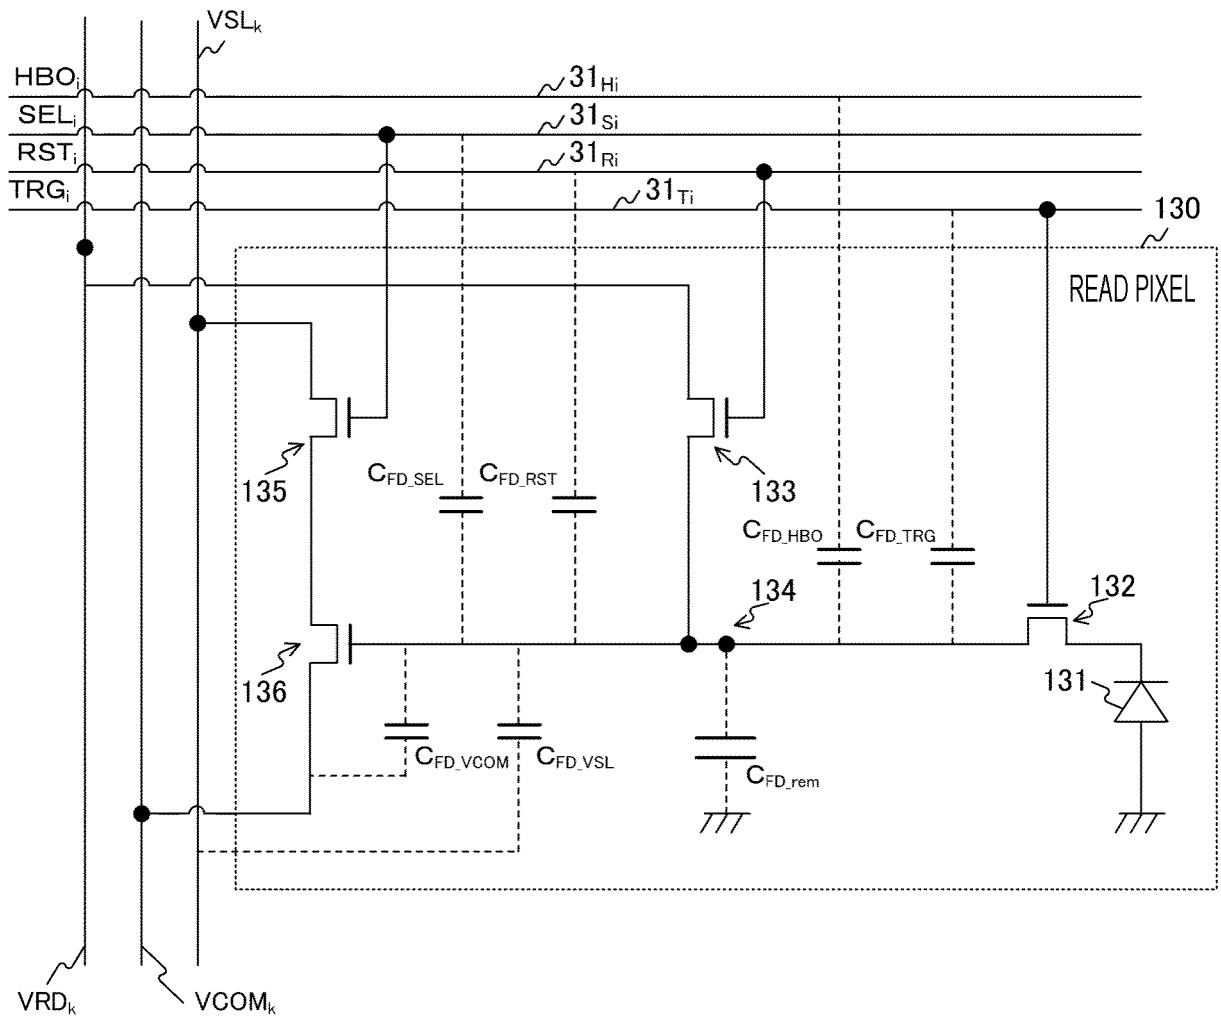 VSLk
HBOi
31Hi
SELi
31Si
RSTi
31Ri
TRGi
31Ti
130
READ PIXEL
135
CFD_SEL
CFD_RST
133
CFD_HBO
CFD_TRG
134
132
136
131
CFD_VCOM
CFD_VSL
CFD_rem
VRDk
VCOMk